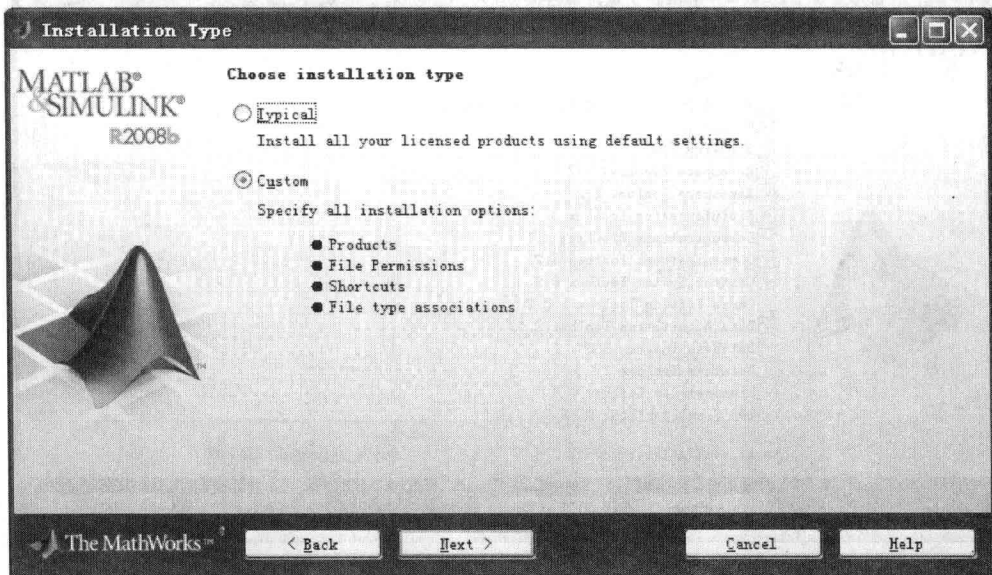 Installation Type
MATLAB®
&SIMULINK®
R2008b
Choose installation type
Typical
Install all your licensed products using default settings.
Custom
Specify all installation options:
Products
File Permissions
Shortcuts
File type associations
TM
The MathWorks™
< Back
Next >
Cancel
Help